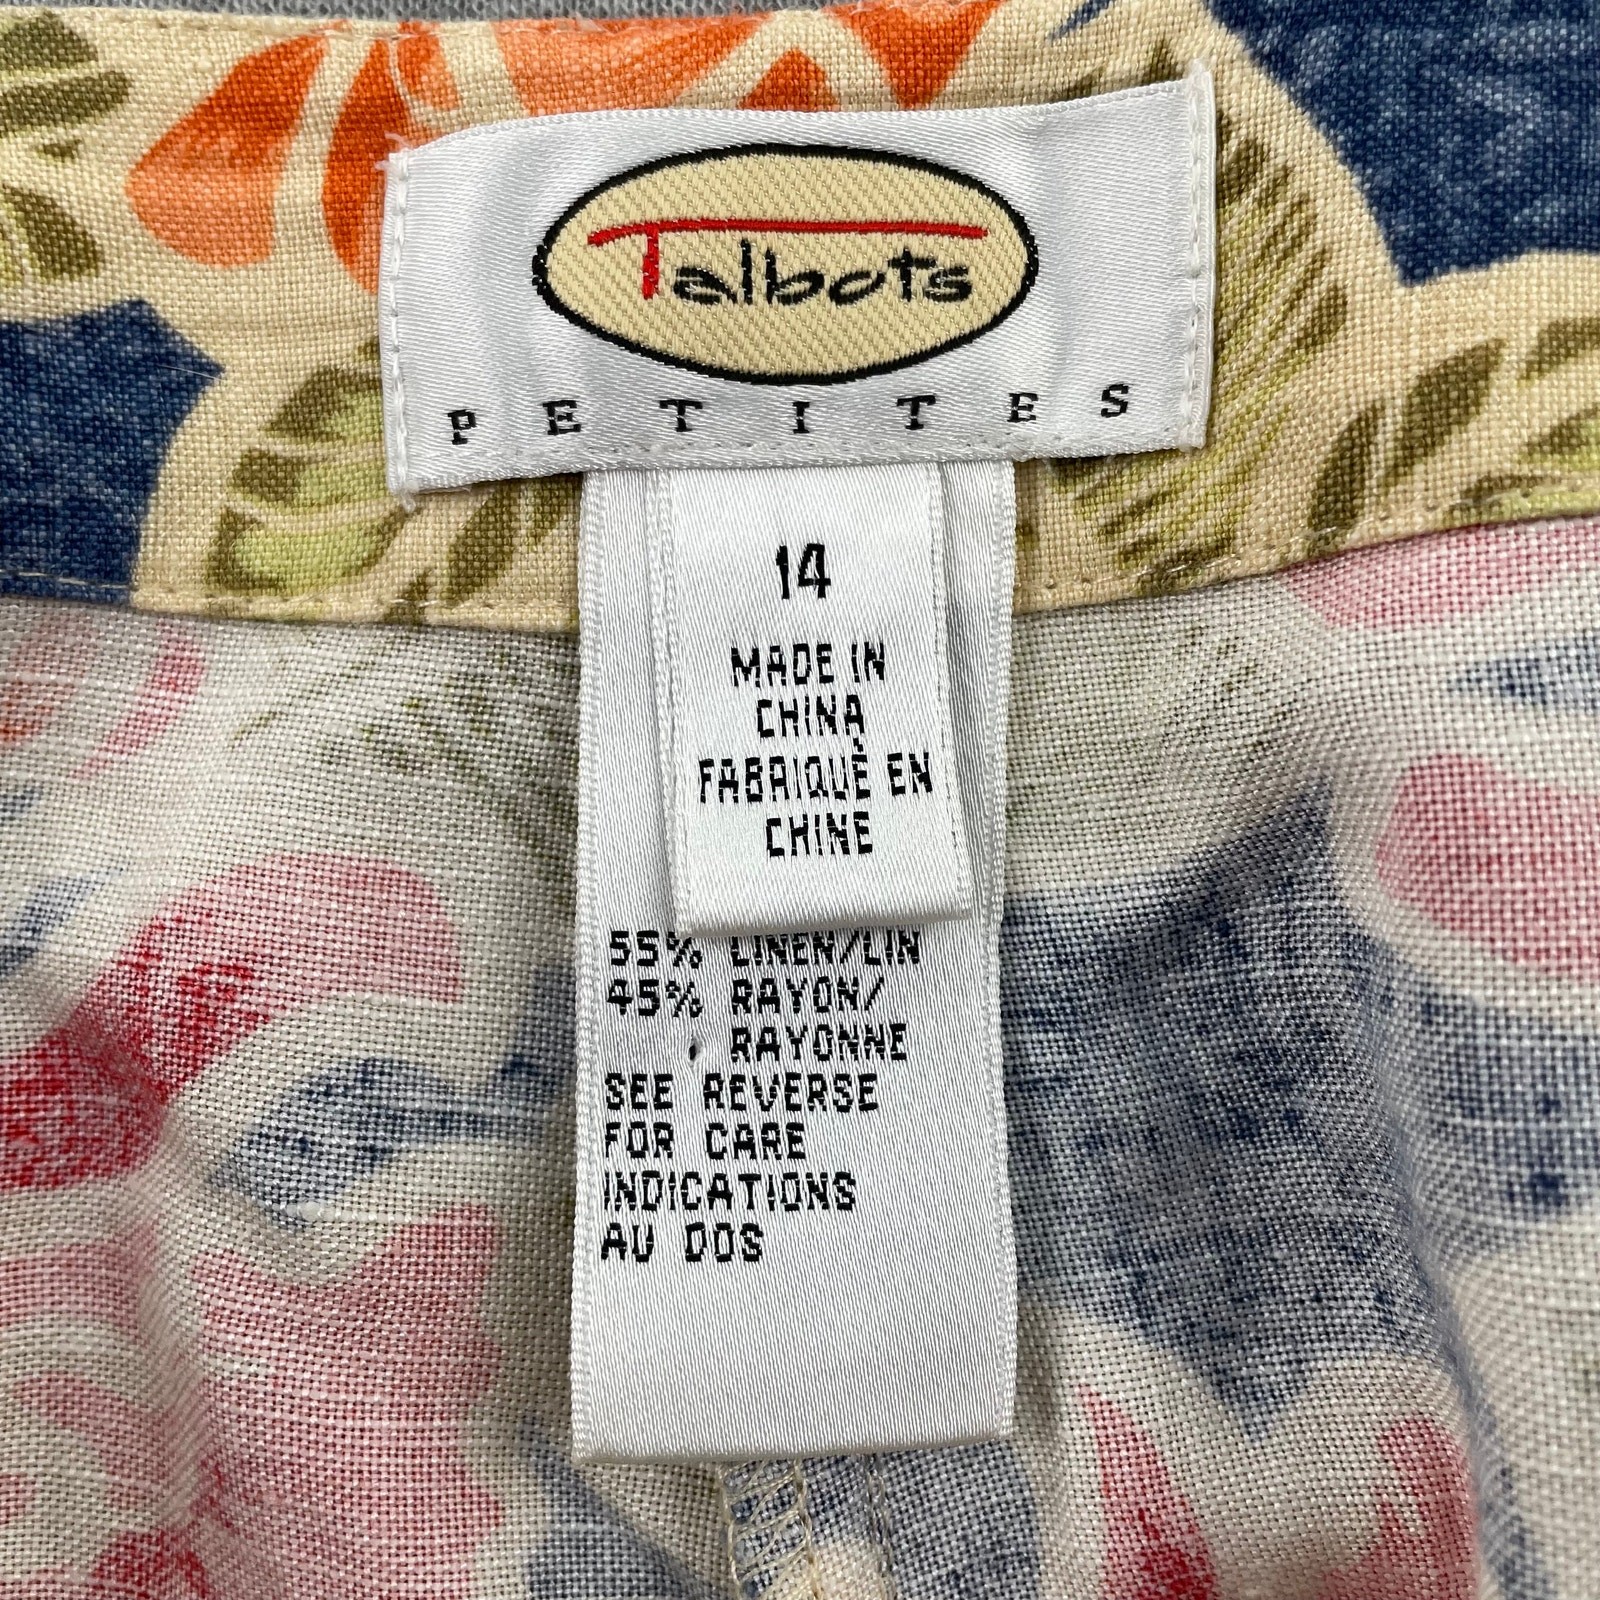 Talbots
PETITES
14
MADE IN
CHINA
FABRIQUÈ EN
CHINE
55% LINEN/LIN
45% RAYON/
RAYONNE
SEE REVERSE
FOR CARE
INDICATIONS
AU DOS